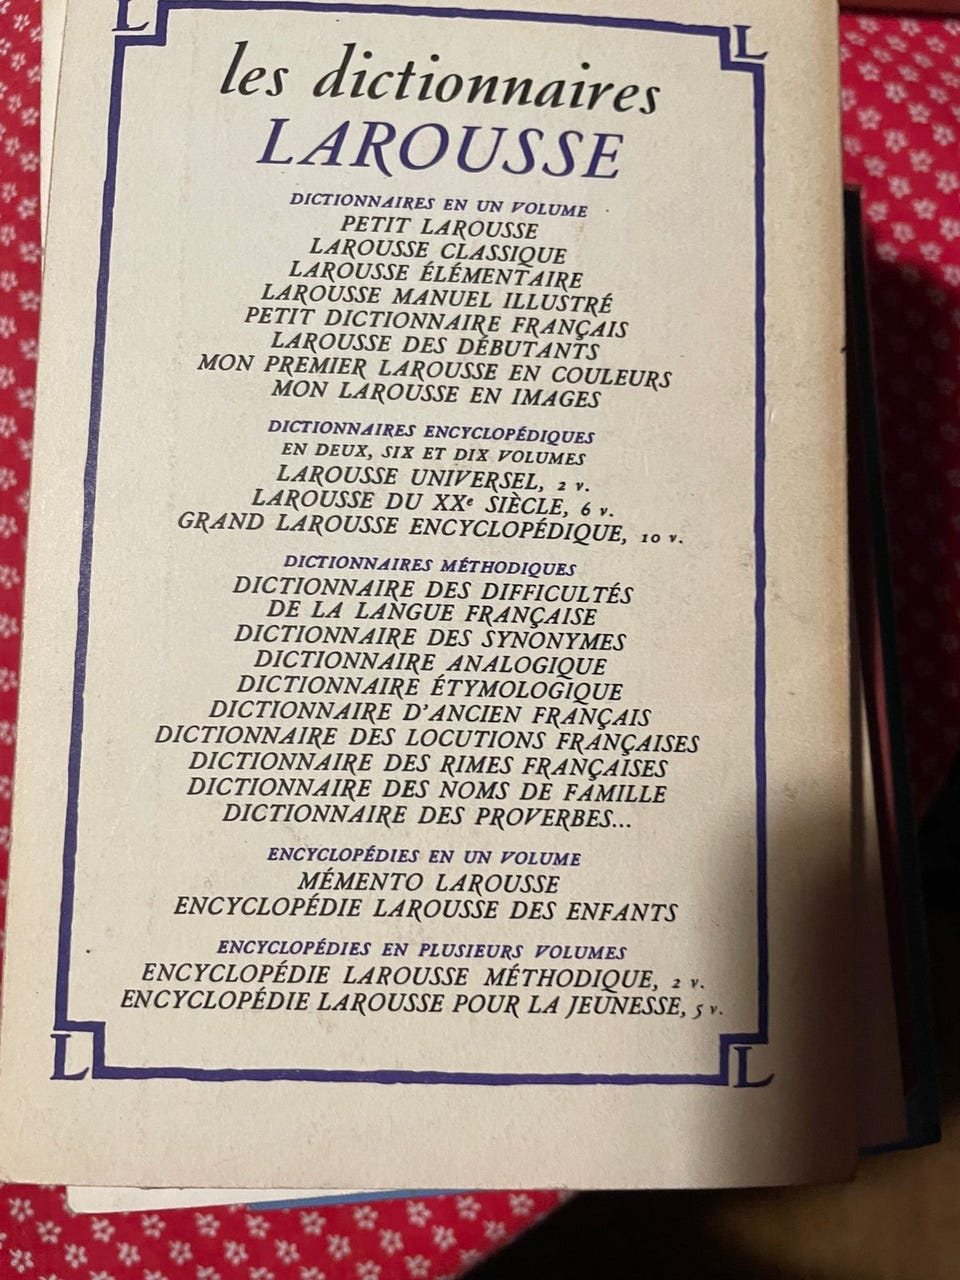 L L
les dictionnaires
LAROUSSE
DICTIONNAIRES EN UN VOLUME
PETIT LAROUSSE
LAROUSSE CLASSIQUE
LAROUSSE ÉLÉMENTAIRE
LAROUSSE MANUEL ILLUSTRÉ
PETIT DICTIONNAIRE FRANÇAIS
LAROUSSE DES DÉBUTANTS
MON PREMIER LAROUSSE EN COULEURS
MON LAROUSSE EN IMAGES
DICTIONNAIRES ENCYCLOPÉDIQUES
EN DEUX, SIX ET DIX VOLUMES
LAROUSSE UNIVERSEL, 2 v.
LAROUSSE DU XXe SIÈCLE, 6 v.
GRAND LAROUSSE ENCYCLOPÉDIQUE, 10 v.
DICTIONNAIRES MÉTHODIQUES
DICTIONNAIRE DES DIFFICULTÉS
DE LA LANGUE FRANÇAISE
DICTIONNAIRE DES SYNONYMES
DICTIONNAIRE ANALOGIQUE
DICTIONNAIRE ÉTYMOLOGIQUE
DICTIONNAIRE D'ANCIEN FRANÇAIS
DICTIONNAIRE DES LOCUTIONS FRANÇAISES
DICTIONNAIRE DES RIMES FRANÇAISES
DICTIONNAIRE DES NOMS DE FAMILLE
DICTIONNAIRE DES PROVERBES...
ENCYCLOPÉDIES EN UN VOLUME
MÉMENTO LAROUSSE
ENCYCLOPÉDIE LAROUSSE DES ENFANTS
ENCYCLOPÉDIES EN PLUSIEURS VOLUMES
ENCYCLOPÉDIE LAROUSSE MÉTHODIQUE, 2 v.
ENCYCLOPÉDIE LAROUSSE POUR LA JEUNESSE, 5 v.
L L